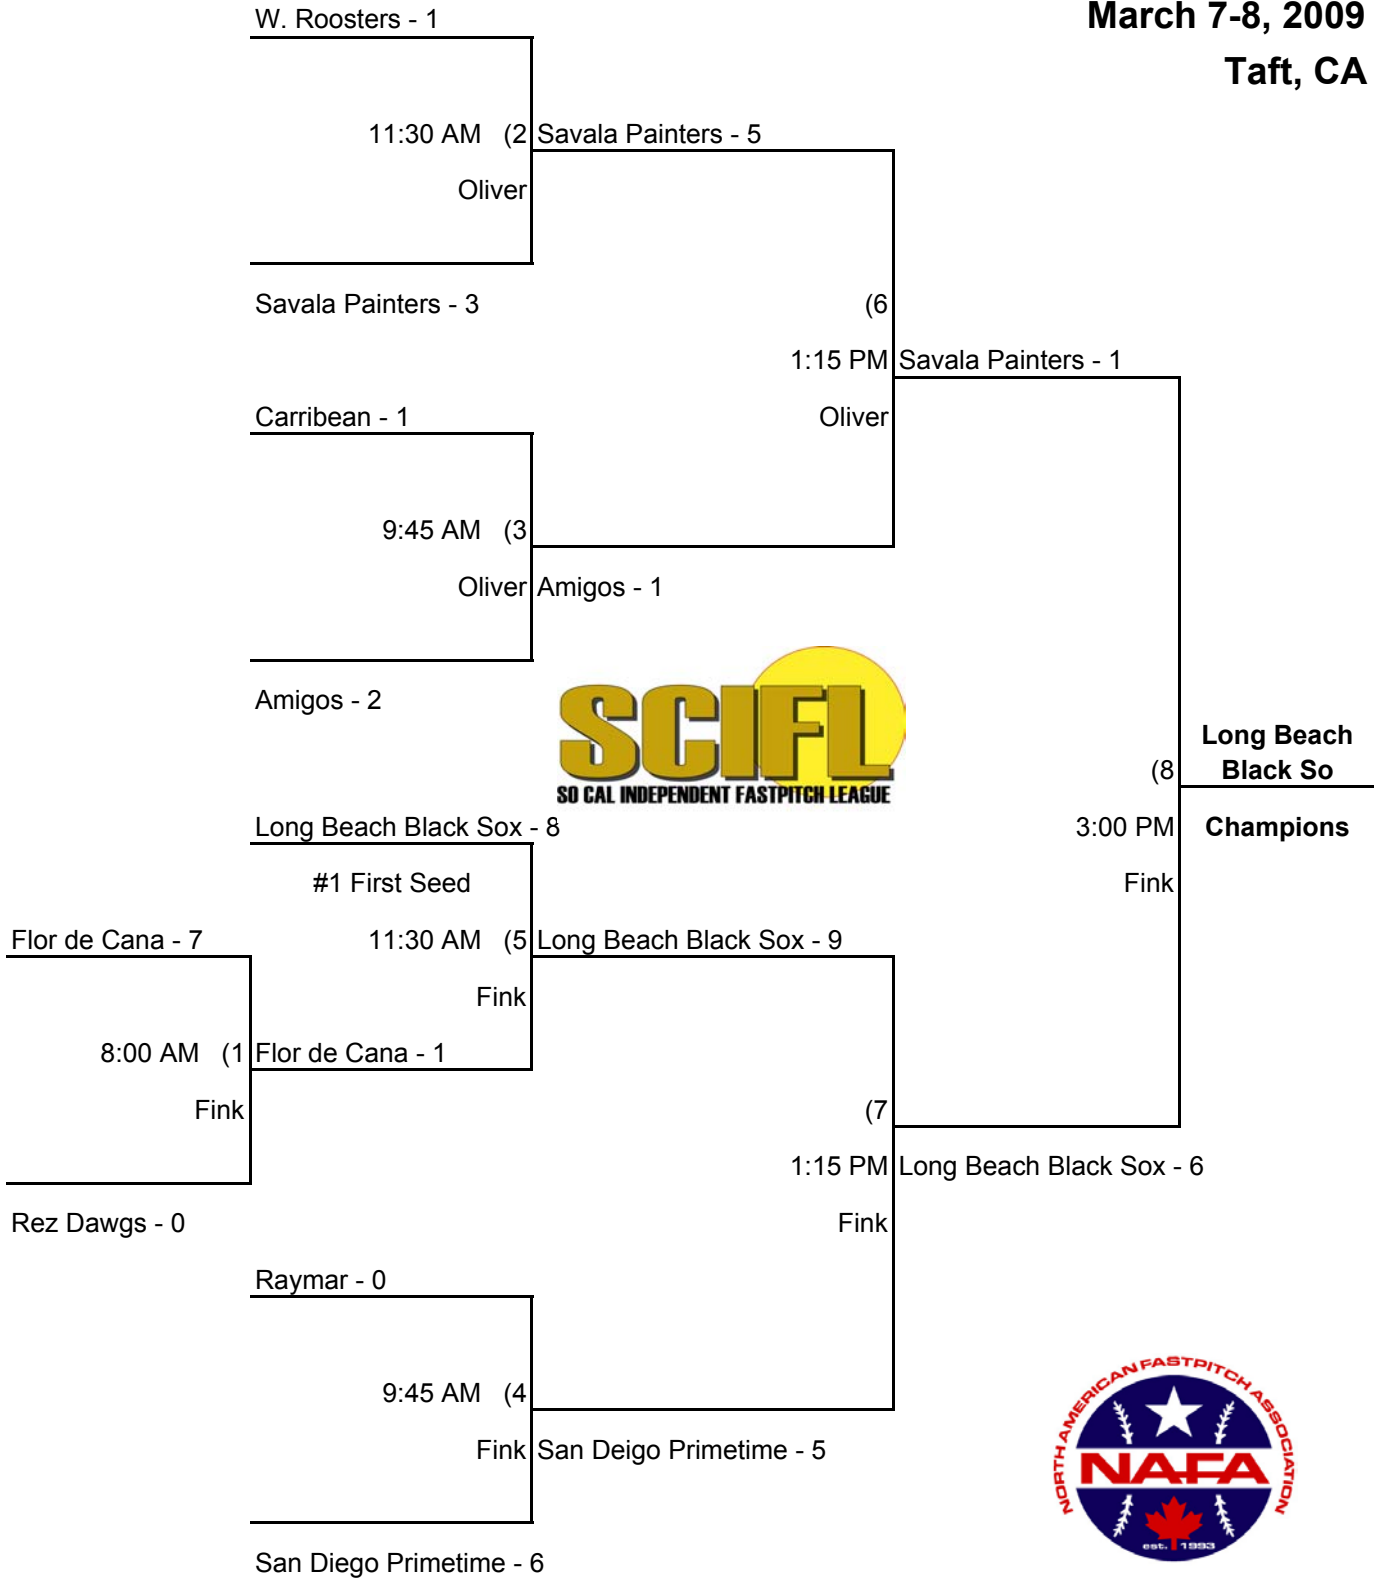 W. Roosters - 1
March 7-8, 2009
Taft, CA
11:30 AM (2 Savala Painters - 5
Oliver
Savala Painters - 3
(6
1:15 PM Savala Painters - 1
Carribean - 1
Oliver
9:45 AM (3
Oliver Amigos - 1
Amigos - 2
SCIFL
SO CAL INDEPENDENT FASTPITCH LEAGUE
Long Beach
(8 Black So
Long Beach Black Sox - 8
3:00 PM Champions
#1 First Seed
Fink
Flor de Cana - 7
11:30 AM (5 Long Beach Black Sox - 9
Fink
8:00 AM (1 Flor de Cana - 1
Fink
(7
1:15 PM Long Beach Black Sox - 6
Rez Dawgs - 0
Fink
Raymar - 0
9:45 AM (4
Fink San Deigo Primetime - 5
San Diego Primetime - 6
NORTH AMERICAN FASTPITCH ASSOCIATION
NAFA
est. 1993